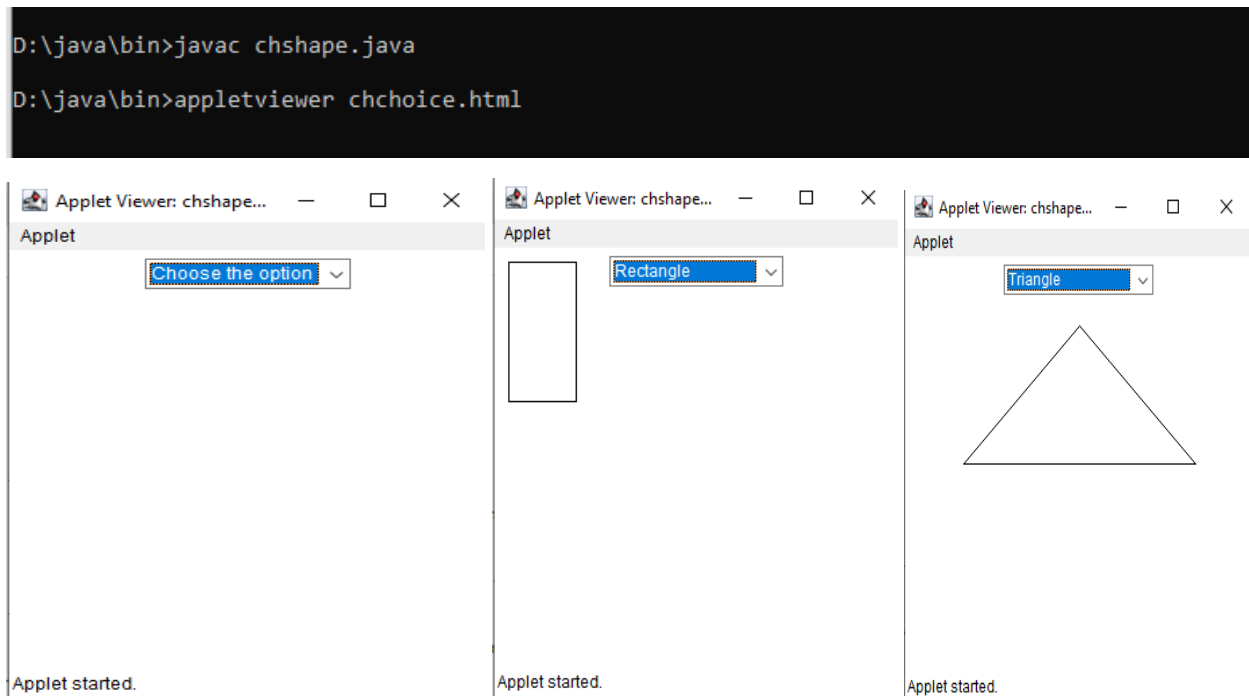 D:\java\bin>javac chshape.java
D:\java\bin>appletviewer chchoice.html
Applet Viewer: chshape...
Applet
Choose the option
Applet started.
Applet Viewer: chshape...
Applet
Rectangle
Applet started.
Applet Viewer: chshape...
Applet
Triangle
Applet started.